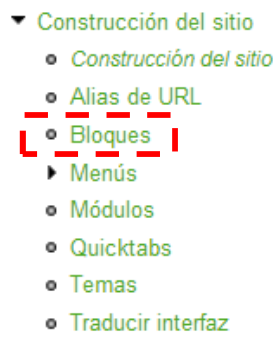 Construcción del sitio
Construcción del sitio
Alias de URL
Bloques
Menús
Módulos
Quicktabs
Temas
Traducir interfaz